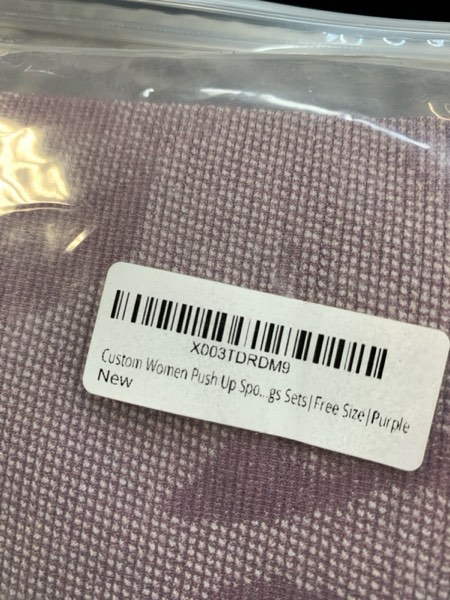 X003TDRDM9
Custom Women Push Up Spo...gs Sets|Free Size|Purple
New